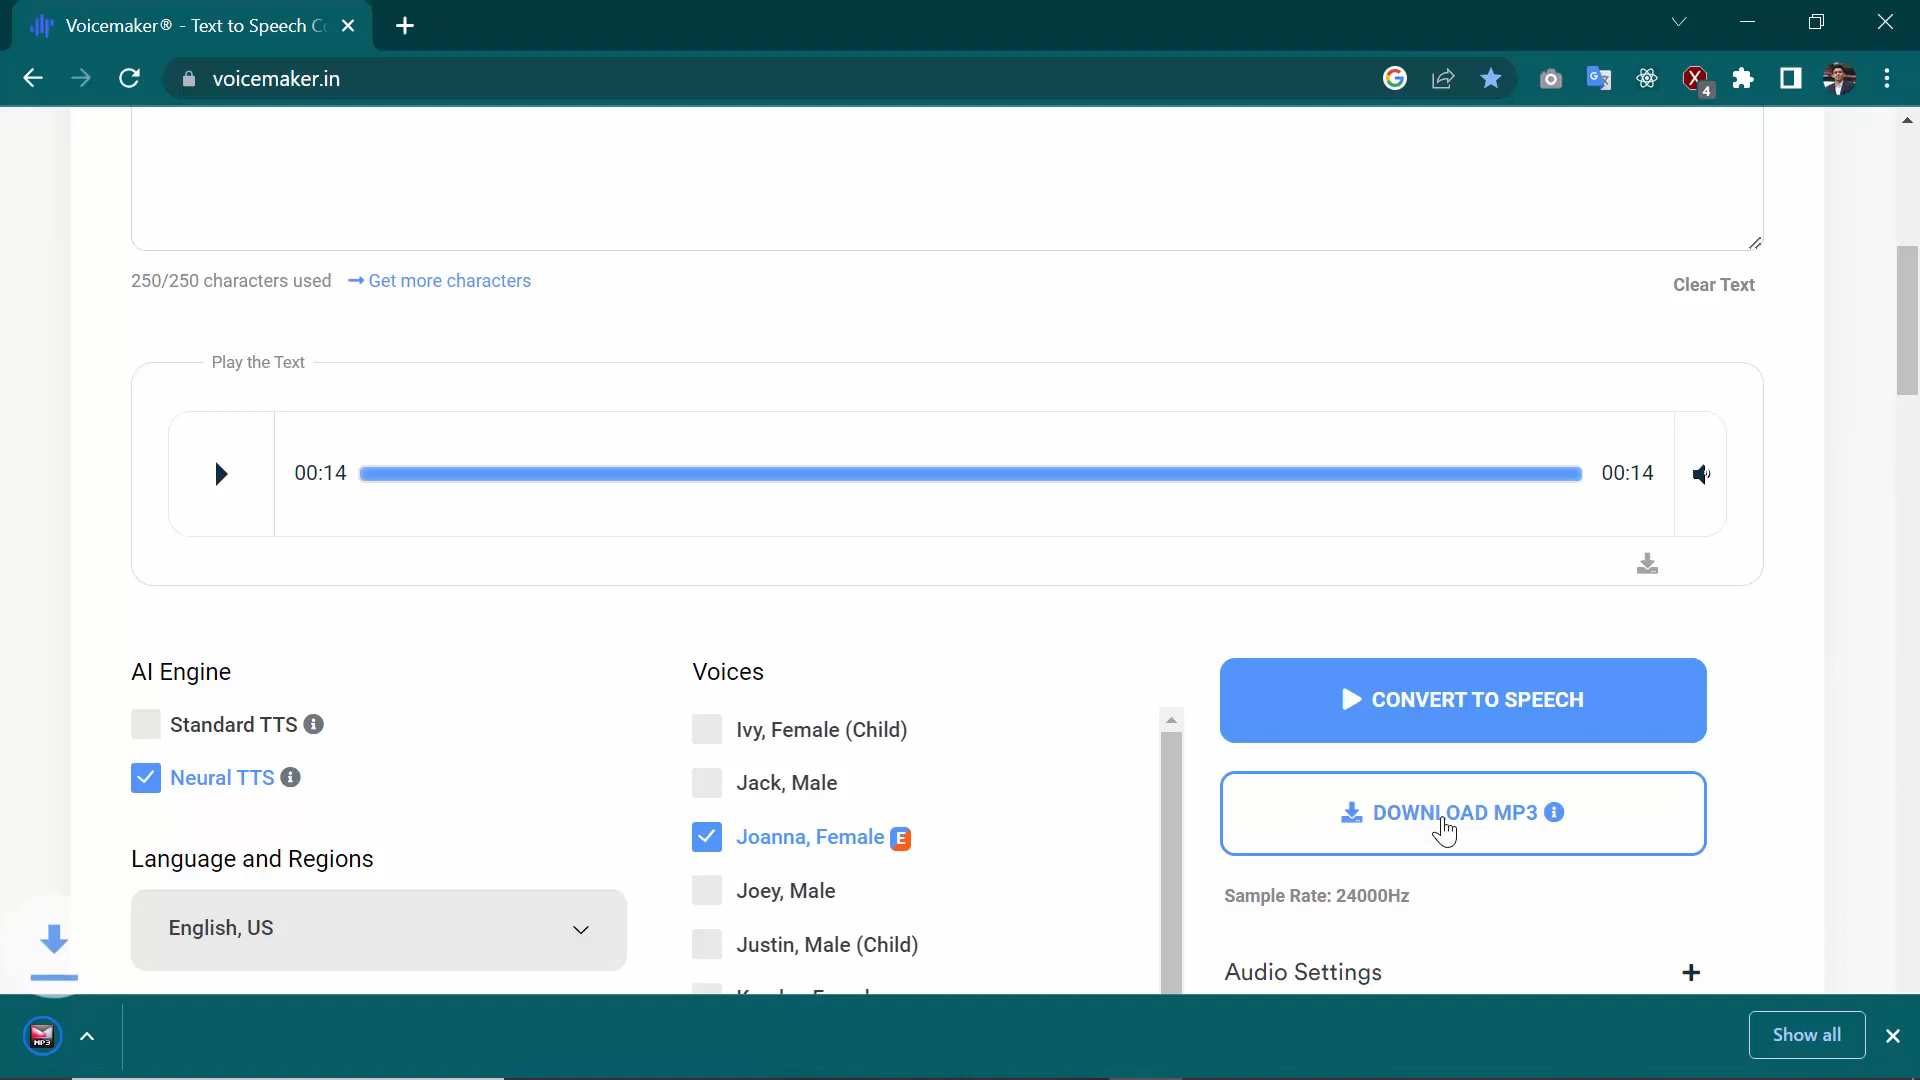 Voicemaker® - Text to Speech Co
voicemaker.in
4
250/250 characters used → Get more characters
Clear Text
Play the Text
00:14
00:14
AI Engine
Standard TTS
Neural TTS
Language and Regions
English, US
Voices
Ivy, Female (Child)
Jack, Male
Joanna, Female E
Joey, Male
Justin, Male (Child)
CONVERT TO SPEECH
DOWNLOAD MP3
Sample Rate: 24000Hz
Audio Settings
MP3
Show all